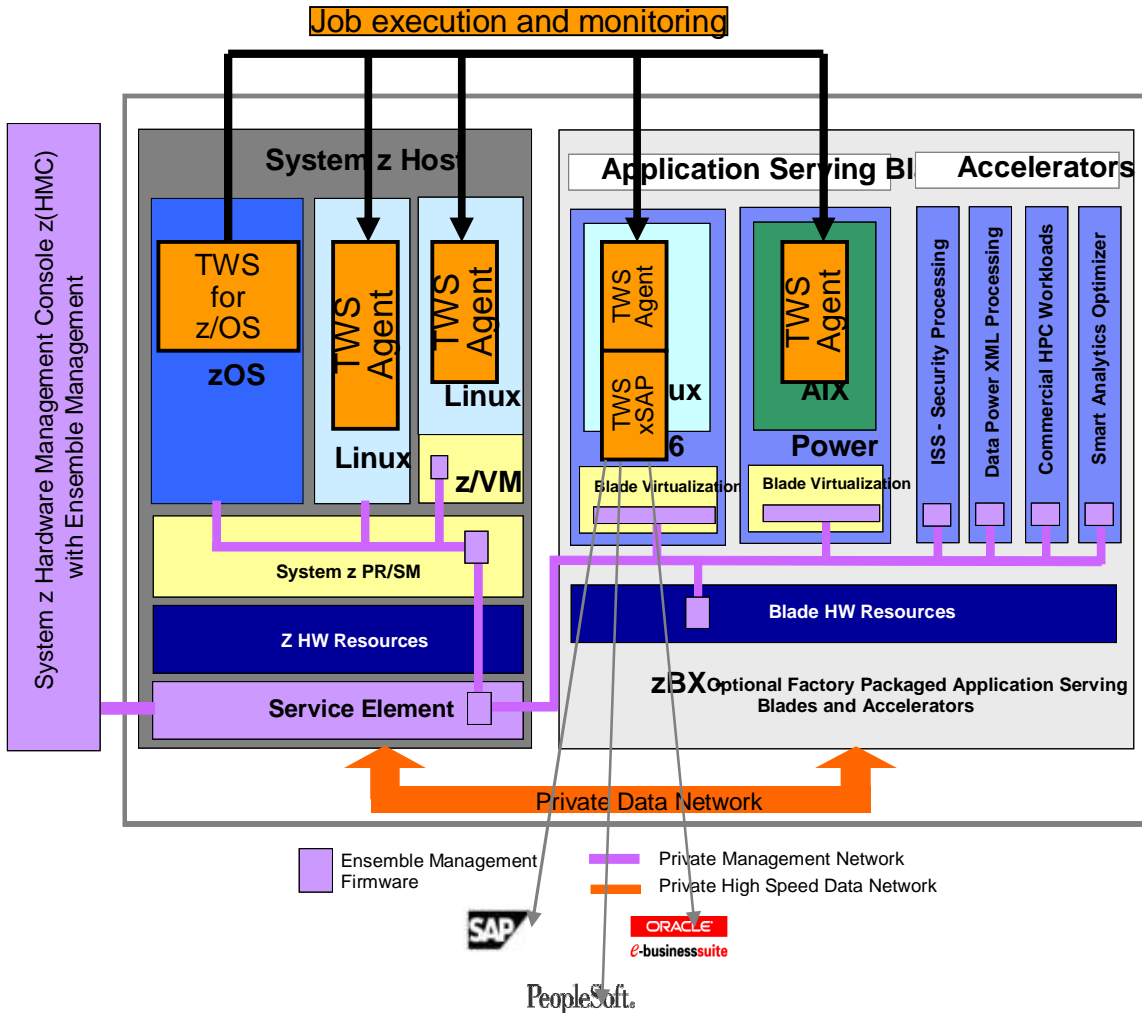 Job execution and monitoring
System z Hardware Management Console z(HMC)
with Ensemble Management
System z Host
TWS
for
z/OS
zOS
TWS
Agent
Linux
TWS
Agent
Linux
z/VM
System z PR/SM
Z HW Resources
Service Element
Application Serving Bl
Accelerators
TWS
Agent
TWS
xSAP
ux
6
Blade Virtualization
TWS
Agent
AIX
Power
Blade Virtualization
ISS - Security Processing
Data Power XML Processing
Commercial HPC Workloads
Smart Analytics Optimizer
Blade HW Resources
zBX Optional Factory Packaged Application Serving
Blades and Accelerators
Private Data Network
Ensemble Management
Firmware
Private Management Network
Private High Speed Data Network
SAP
ORACLE
e-businesssuite
PeopleSoft